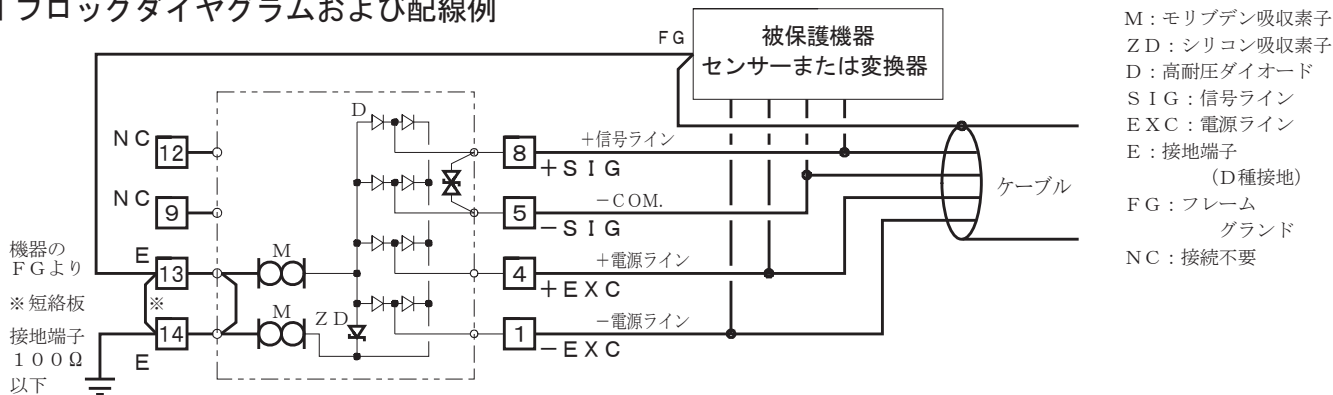 ブロックダイヤグラムおよび配線例
FG
被保護機器
センサーまたは変換器
M：モリブデン吸収素子
ZD：シリコン吸収素子
D：高耐圧ダイオード
SIG：信号ライン
EXC：電源ライン
E：接地端子
（D種接地）
FG：フレーム
グランド
NC：接続不要
D
NC
12
8
＋信号ライン
＋SIG
NC
9
5
－COM.
－SIG
ケーブル
機器の
FGより
E
13
M
4
＋電源ライン
＋EXC
※短絡板
※
接地端子
100Ω
以下
14
E
M
ZD
1
－電源ライン
－EXC